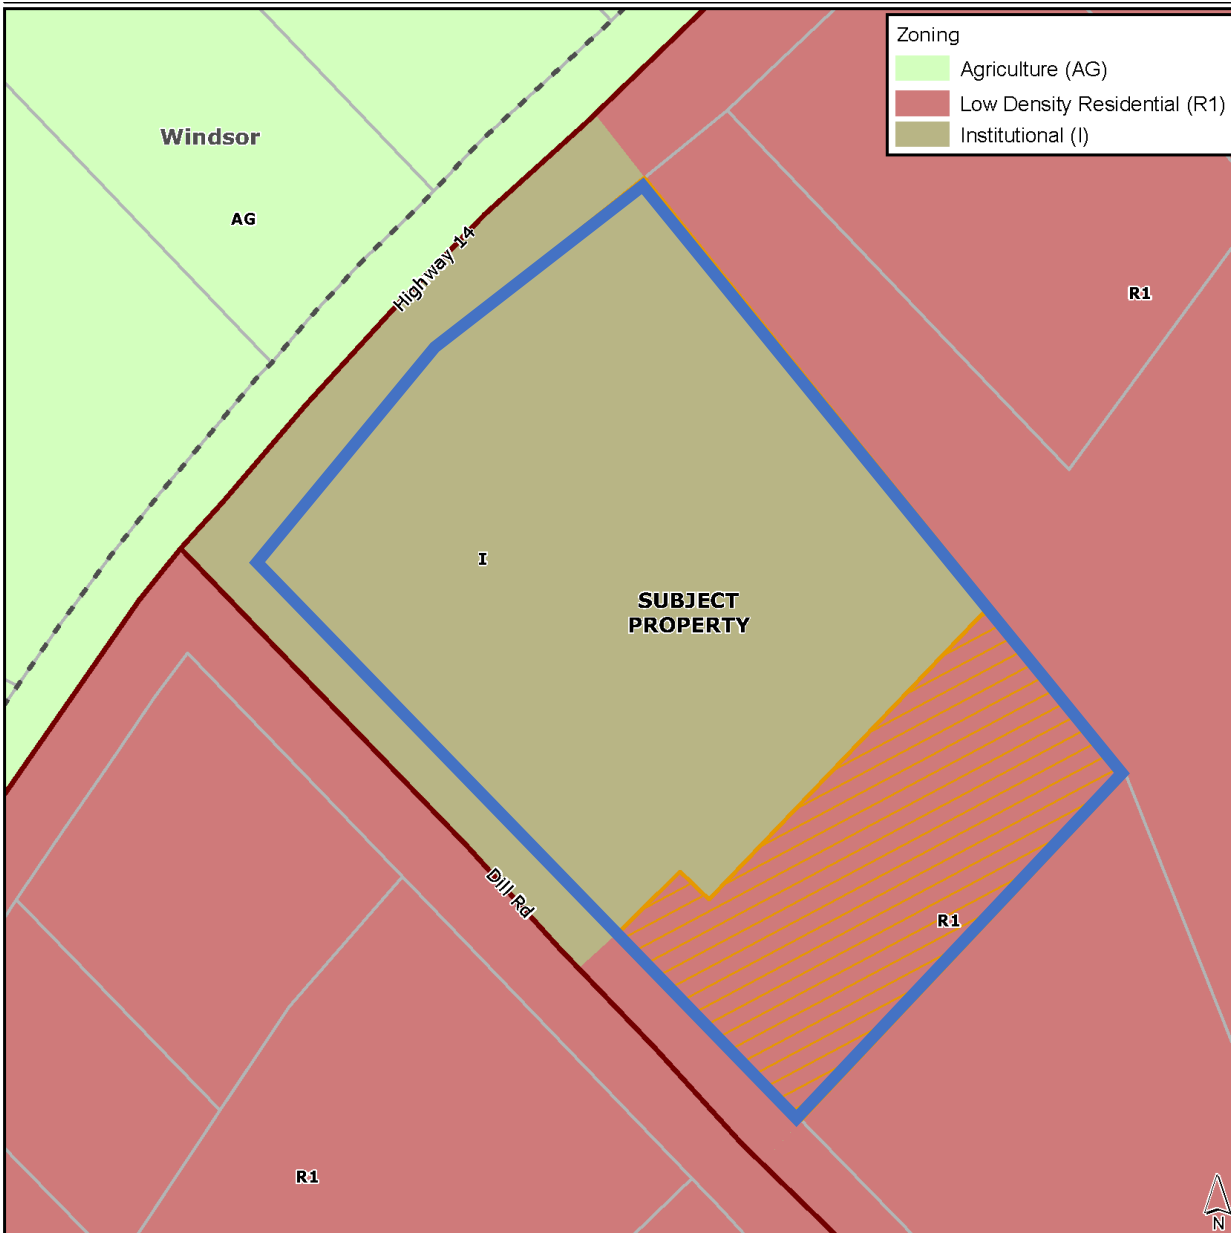 Zoning
Agriculture (AG)
Low Density Residential (R1)
Institutional (I)
Windsor
AG
Highway 14
R1
I
SUBJECT
PROPERTY
Dill Rd
R1
R1
N